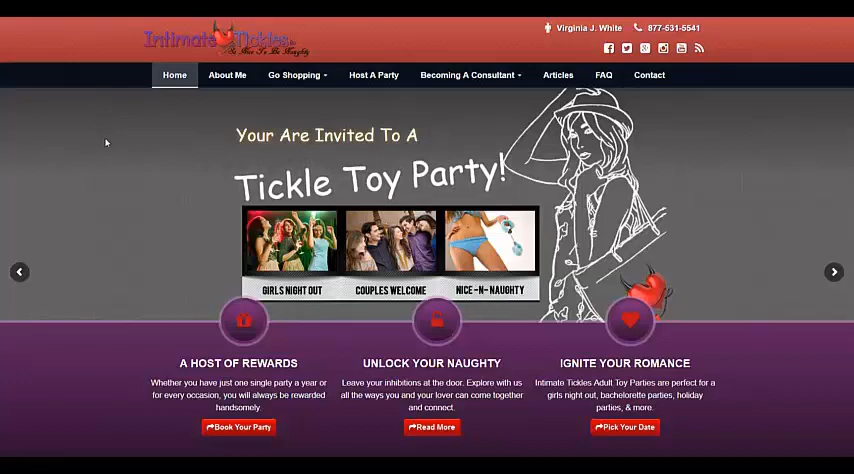 Intimate Tickles
So Nice To Be Naughty
Virginia J. White
877-531-5541
Home
About Me
Go Shopping
Host A Party
Becoming A Consultant
Articles
FAQ
Contact
Your Are Invited To A
Tickle Toy Party!
GIRLS NIGHT OUT
COUPLES WELCOME
NICE -N- NAUGHTY
A HOST OF REWARDS
Whether you have just one single party a year or
for every occasion, you will always be rewarded
handsomely.
Book Your Party
UNLOCK YOUR NAUGHTY
Leave your inhibitions at the door. Explore with us
all the ways you and your lover can come together
and connect.
Read More
IGNITE YOUR ROMANCE
Intimate Tickles Adult Toy Parties are perfect for a
girls night out, bachelorette parties, holiday
parties, & more.
Pick Your Date